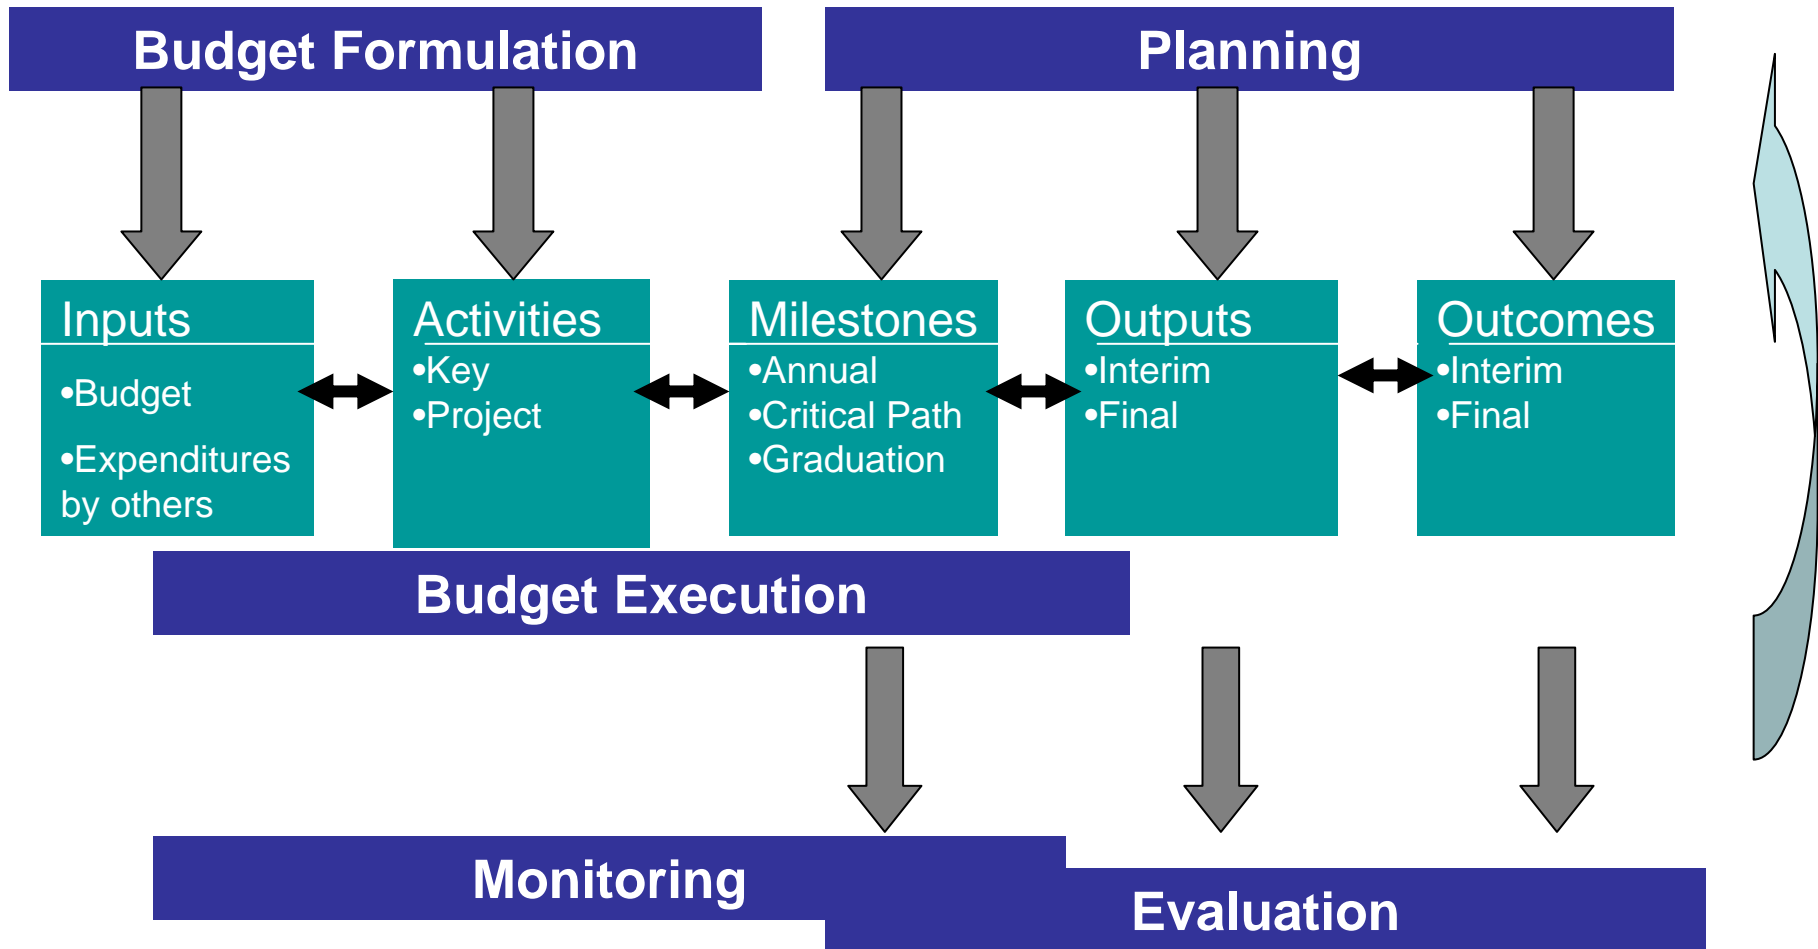 Budget Formulation
Planning
Inputs
•Budget
•Expenditures
by others
Activities
•Key
•Project
Milestones
•Annual
•Critical Path
•Graduation
Outputs
•Interim
•Final
Outcomes
•Interim
•Final
Budget Execution
Monitoring
Evaluation